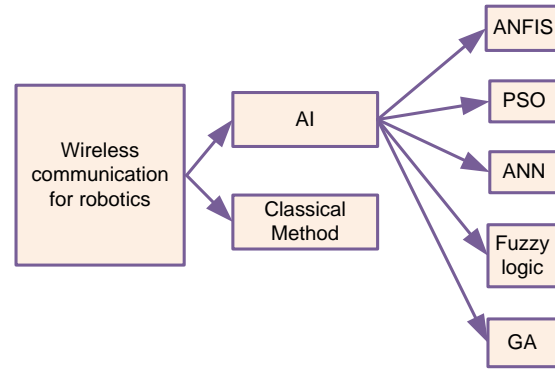 Wireless
communication
for robotics
AI
Classical
Method
ANFIS
PSO
ANN
Fuzzy
logic
GA